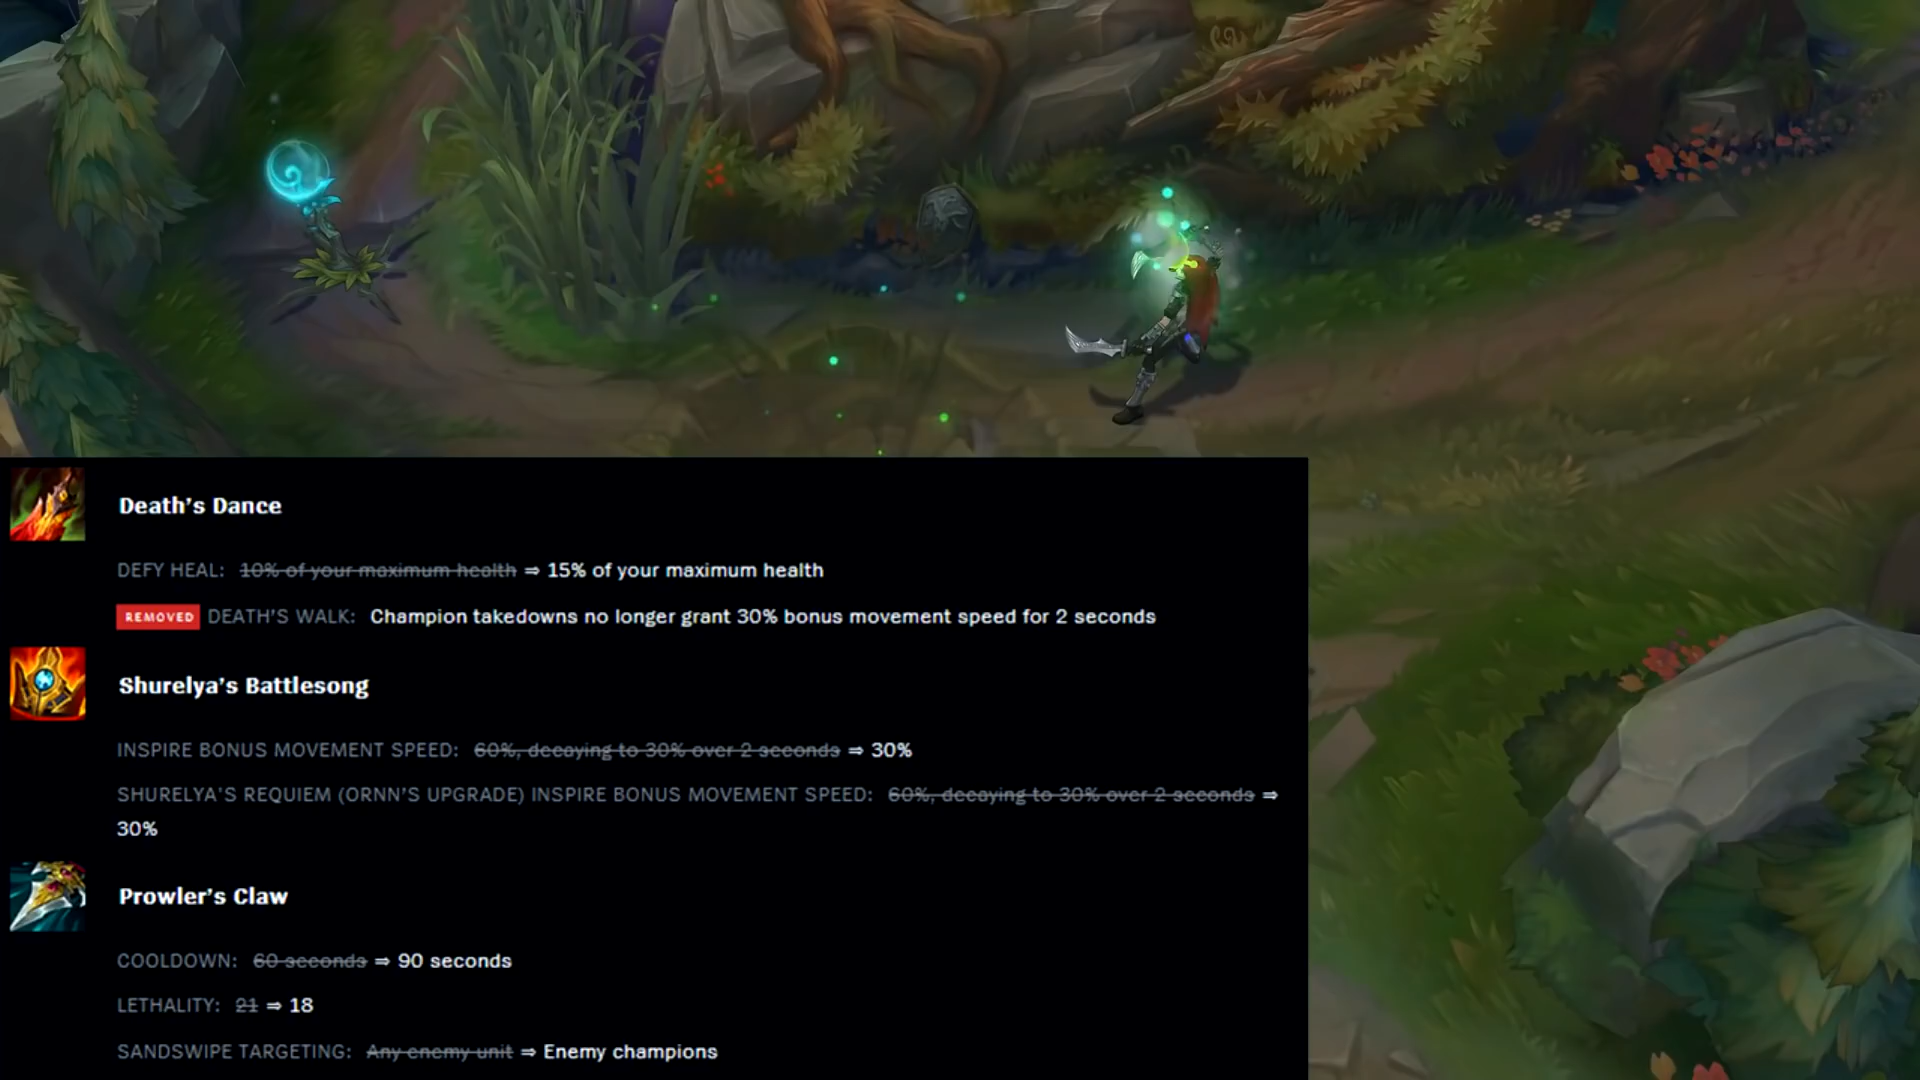 Death's Dance
DEFY HEAL: 10% of your maximum health ⇒ 15% of your maximum health
REMOVED DEATH'S WALK: Champion takedowns no longer grant 30% bonus movement speed for 2 seconds
Shurelya's Battlesong
INSPIRE BONUS MOVEMENT SPEED: 60%, decaying to 30% over 2 seconds ⇒ 30%
SHURELYA'S REQUIEM (ORNN'S UPGRADE) INSPIRE BONUS MOVEMENT SPEED: 60%, decaying to 30% over 2 seconds ⇒
30%
Prowler's Claw
COOLDOWN: 60 seconds ⇒ 90 seconds
LETHALITY: 21 ⇒ 18
SANDSWIPE TARGETING: Any enemy unit ⇒ Enemy champions